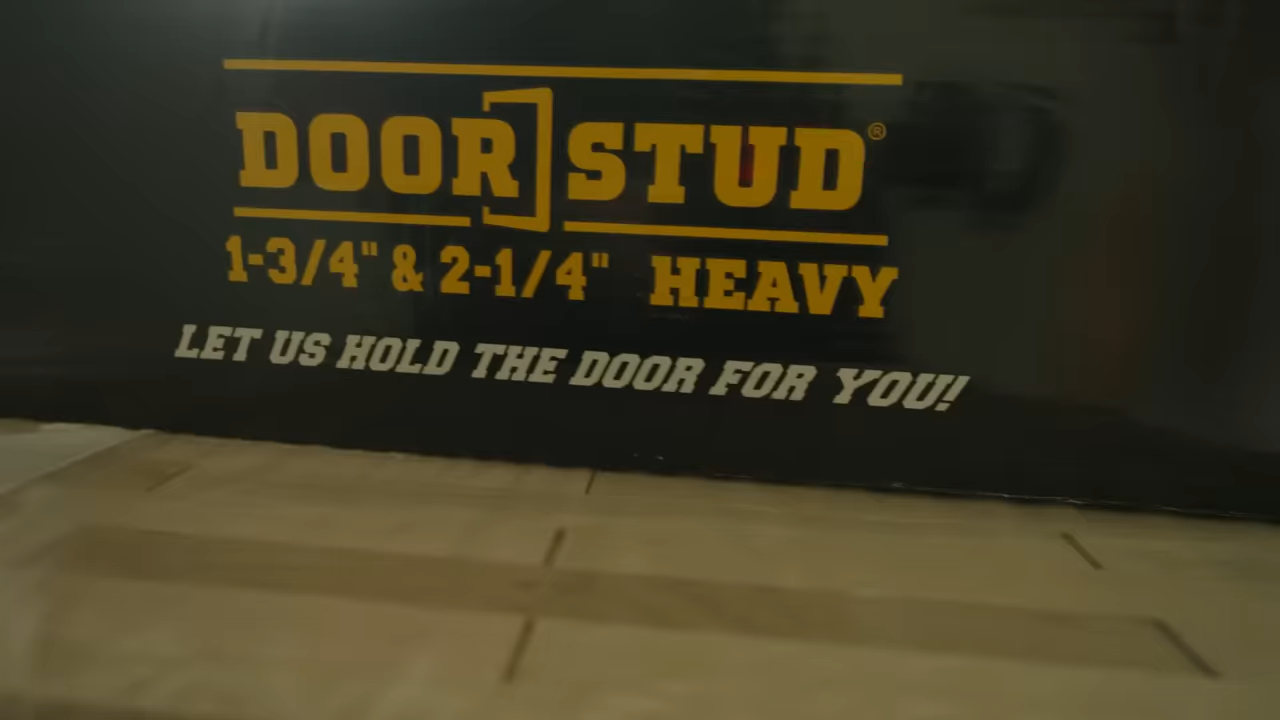 DOOR STUD®
1-3/4" & 2-1/4" HEAVY
LET US HOLD THE DOOR FOR YOU!